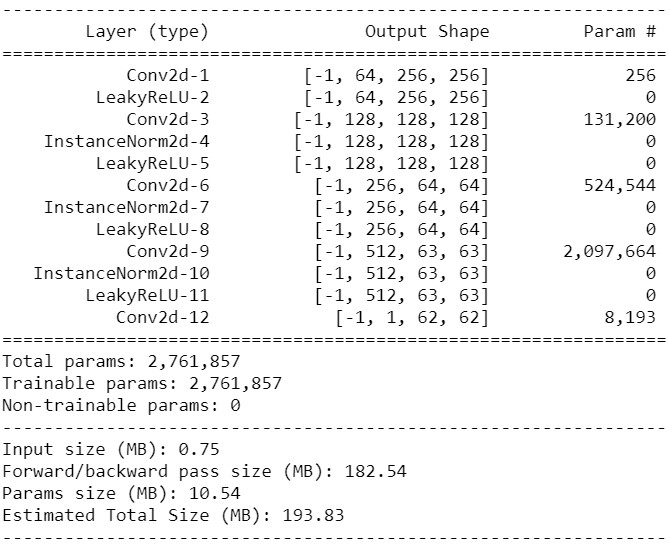 ----------------------------------------------------------------
        Layer (type)               Output Shape         Param #
================================================================
            Conv2d-1         [-1, 64, 256, 256]             256
         LeakyReLU-2         [-1, 64, 256, 256]               0
            Conv2d-3        [-1, 128, 128, 128]         131,200
    InstanceNorm2d-4        [-1, 128, 128, 128]               0
         LeakyReLU-5        [-1, 128, 128, 128]               0
            Conv2d-6          [-1, 256, 64, 64]         524,544
    InstanceNorm2d-7          [-1, 256, 64, 64]               0
         LeakyReLU-8          [-1, 256, 64, 64]               0
            Conv2d-9          [-1, 512, 63, 63]       2,097,664
   InstanceNorm2d-10          [-1, 512, 63, 63]               0
        LeakyReLU-11          [-1, 512, 63, 63]               0
           Conv2d-12            [-1, 1, 62, 62]           8,193
================================================================
Total params: 2,761,857
Trainable params: 2,761,857
Non-trainable params: 0
----------------------------------------------------------------
Input size (MB): 0.75
Forward/backward pass size (MB): 182.54
Params size (MB): 10.54
Estimated Total Size (MB): 193.83
----------------------------------------------------------------